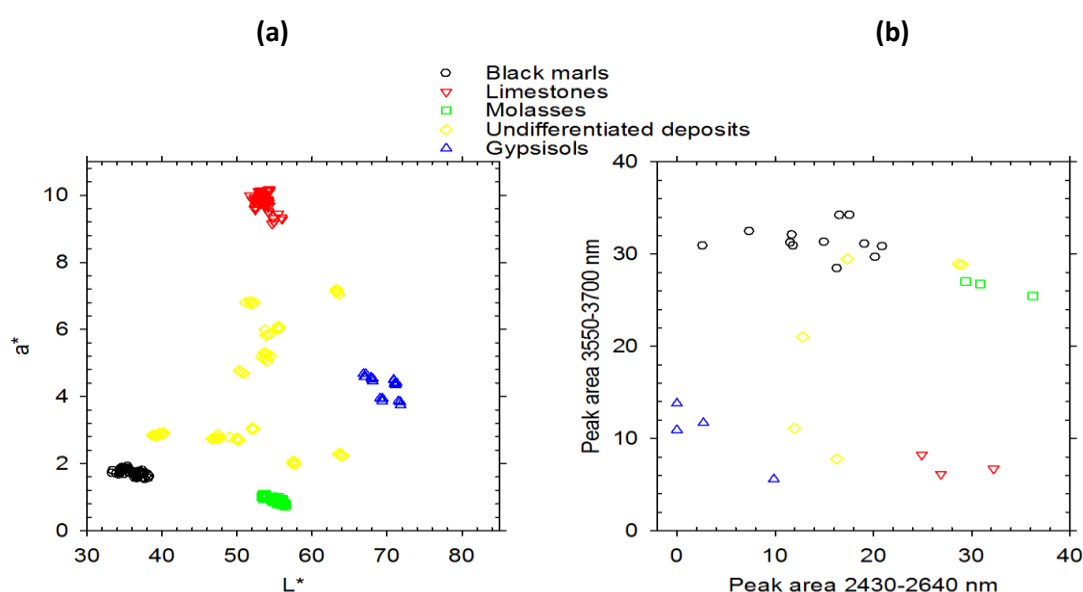 (a) (b)
Black marls
Limestones
Molasses
Undifferentiated deposits
Gypsisols
10
8
6
4
2
0
a*
30 40 50 60 70 80
L*
40
30
20
10
0
Peak area 3550-3700 nm
0 10 20 30 40
Peak area 2430-2640 nm